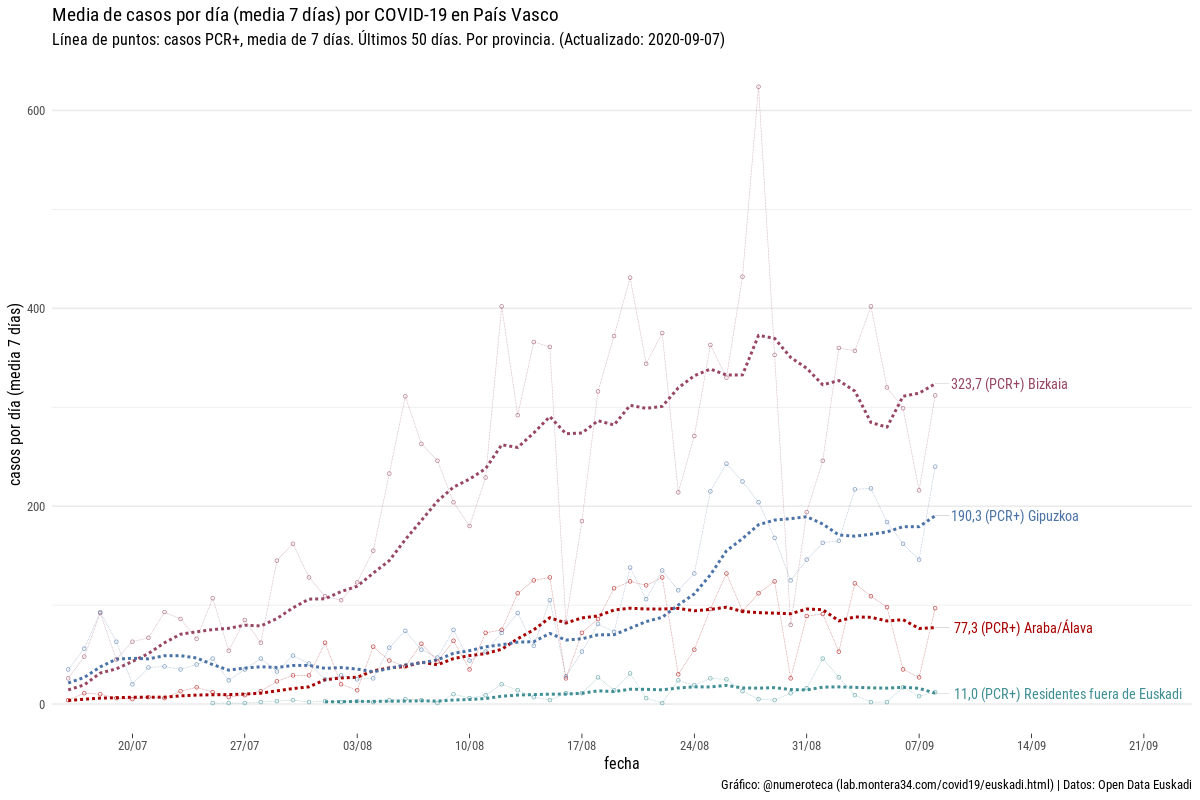 Media de casos por día (media 7 días) por COVID-19 en País Vasco
Línea de puntos: casos PCR+, media de 7 días. Últimos 50 días. Por provincia. (Actualizado: 2020-09-07)
casos por día (media 7 días)
600
400
200
0
323,7 (PCR+) Bizkaia
190,3 (PCR+) Gipuzkoa
77,3 (PCR+) Araba/Álava
11,0 (PCR+) Residentes fuera de Euskadi
20/07 27/07 03/08 10/08 17/08 24/08 31/08 07/09 14/09 21/09
fecha
Gráfico: @numeroteca (lab.montera34.com/covid19/euskadi.html) | Datos: Open Data Euskadi